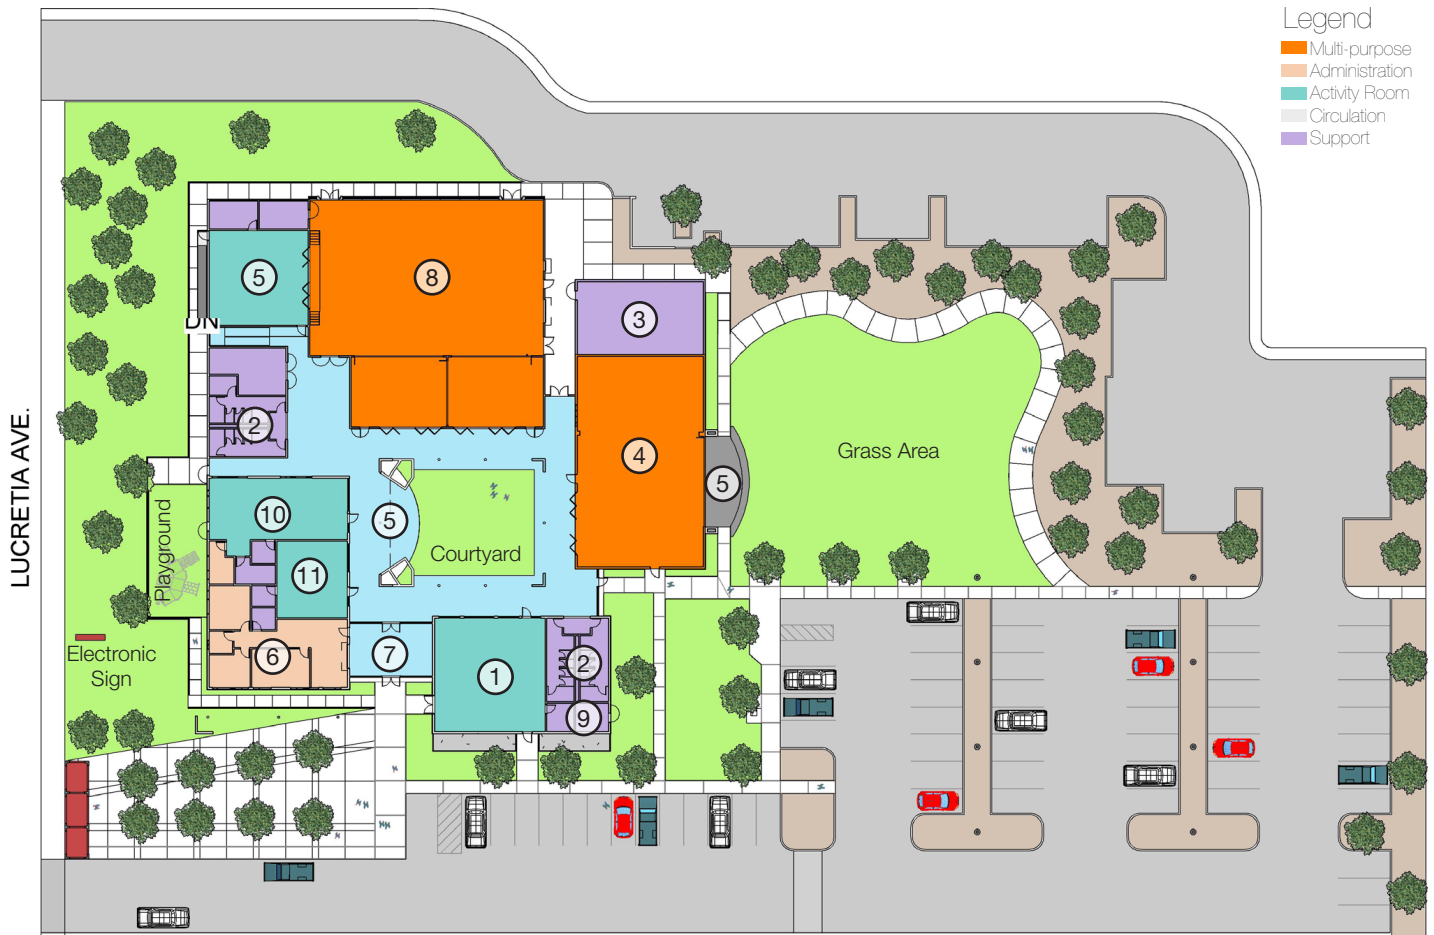 Legend
Multi-purpose
Administration
Activity Room
Circulation
Support
5
8
3
DN
2
4
Grass Area
5
10
5
Courtyard
Playground
11
LUCRETIA AVE.
Electronic
Sign
6
7
1
2
9